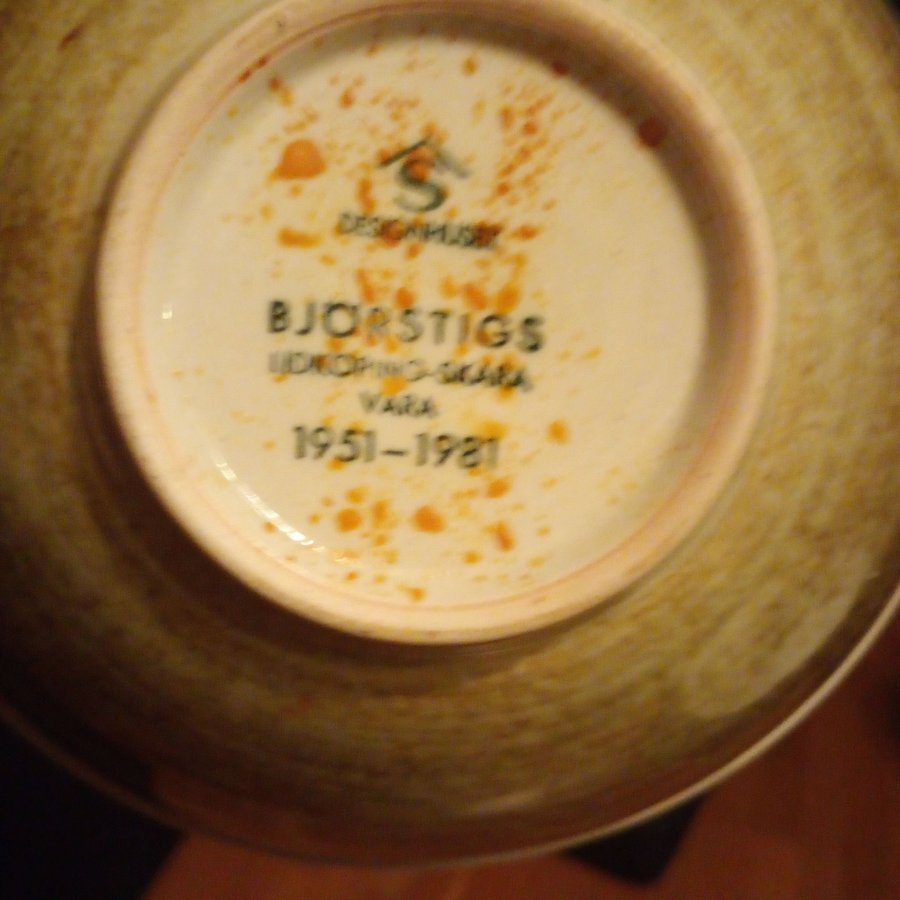 S
DESIGNHUSET
BJÖRSTIGS
LIDKÖPING-SKARA
VARA
1951-1981